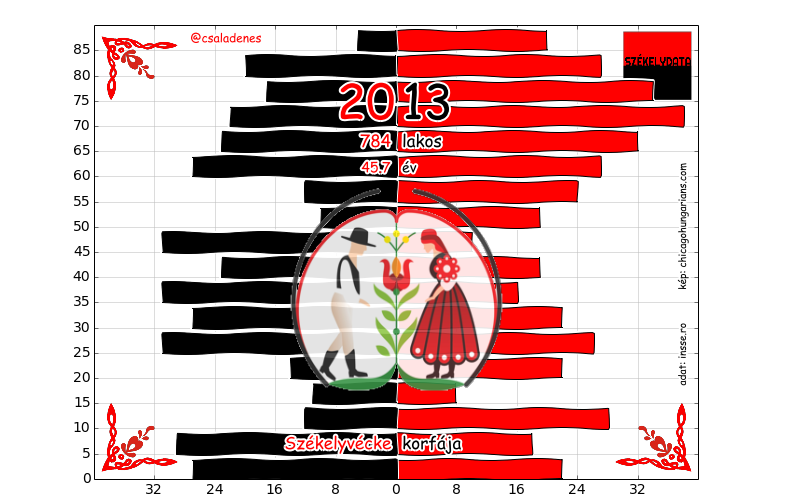 @csaladenes
SZÉKELYDATA
2013
784 lakos
45.7 év
kép: chicagohungarians.com
adat: insse.ro
Székelyvécke korfája
85
80
75
70
65
60
55
50
45
40
35
30
25
20
15
10
5
0
32 24 16 8 0 8 16 24 32